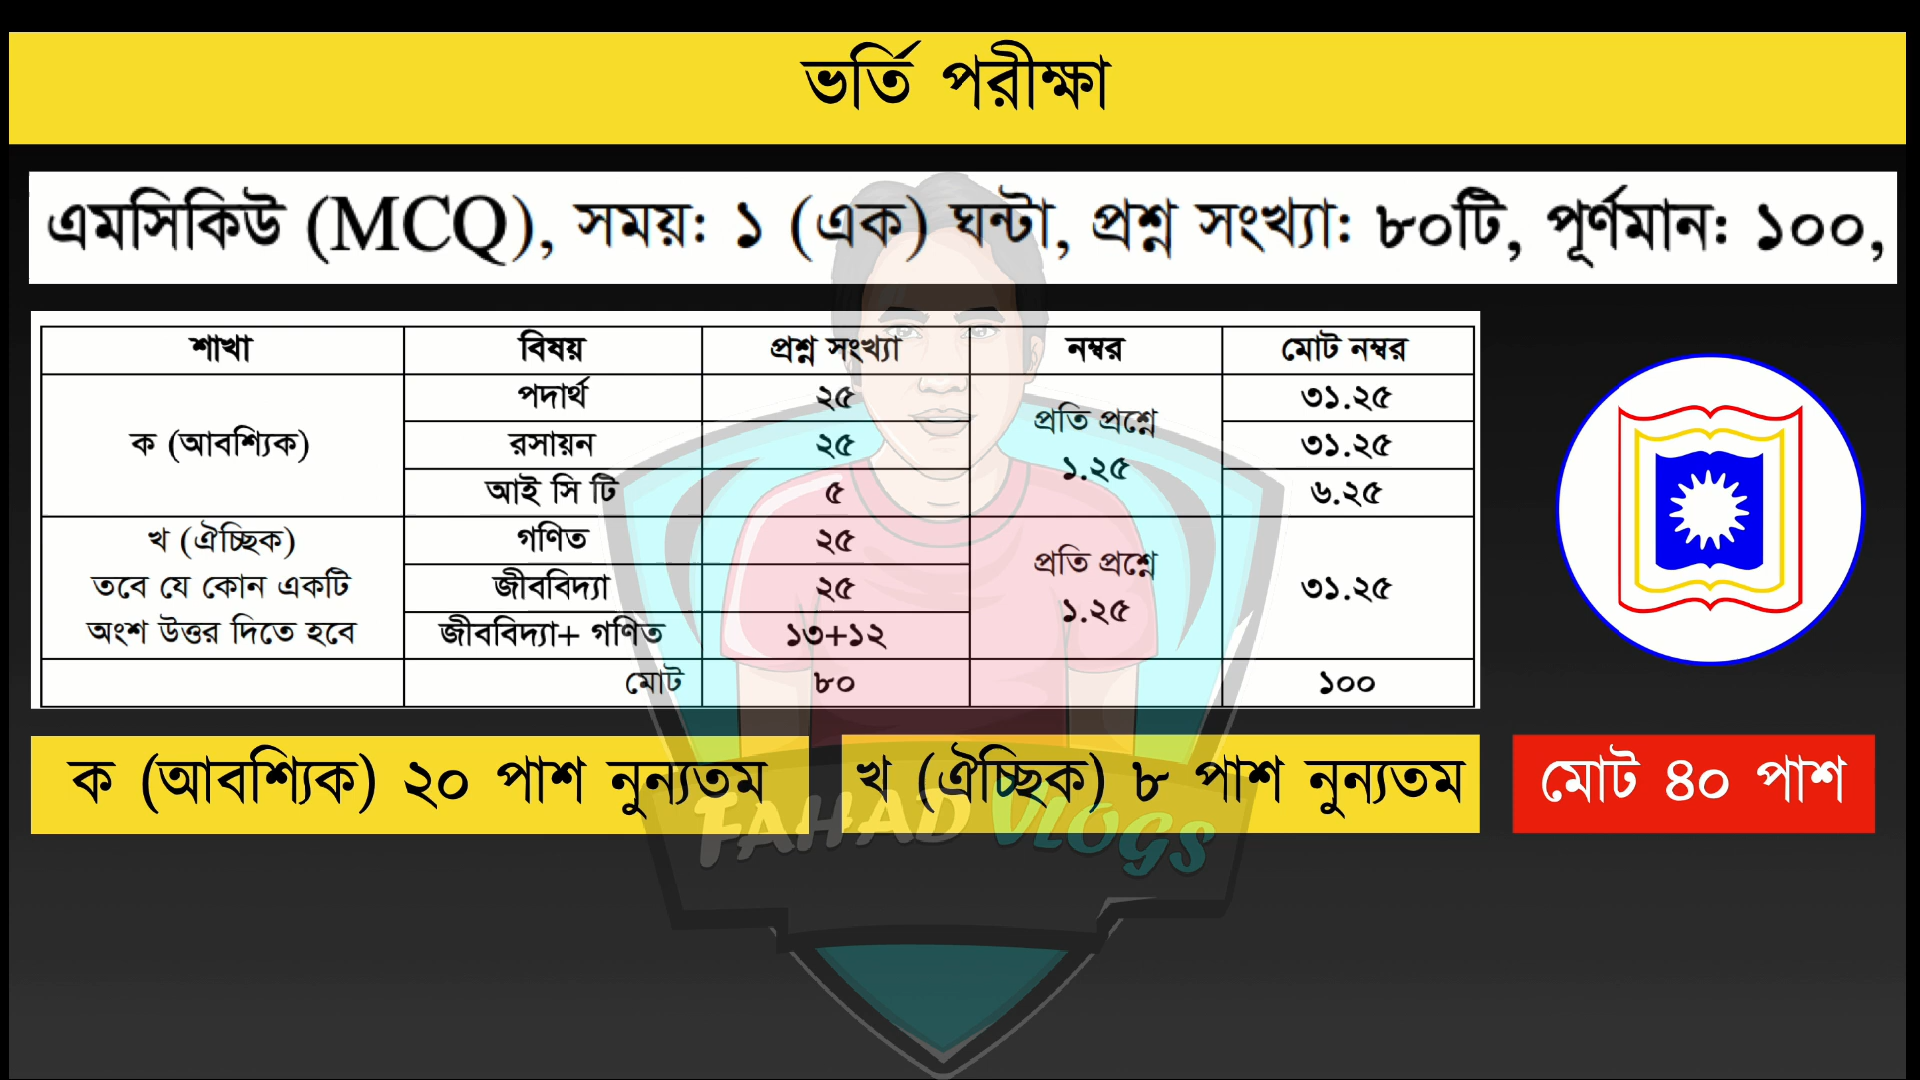 ভর্তি পরীক্ষা
এমসিকিউ (MCQ), সময়: ১ (এক) ঘন্টা, প্রশ্ন সংখ্যা: ৮০টি, পূর্ণমান: ১০০,
শাখা বিষয় প্রশ্ন সংখ্যা নম্বর মোট নম্বর
ক (আবশ্যিক) পদার্থ ২৫ প্রতি প্রশ্নে ১.২৫ ৩১.২৫
রসায়ন ২৫ ৩১.২৫
আই সি টি ৫ ৬.২৫
খ (ঐচ্ছিক) গণিত ২৫ প্রতি প্রশ্নে ১.২৫ ৩১.২৫
তবে যে কোন একটি জীববিদ্যা ২৫
অংশ উত্তর দিতে হবে জীববিদ্যা+ গণিত ১৩+১২
মোট ৮০ ১০০
ক (আবশ্যিক) ২০ পাশ নুন্যতম
খ (ঐচ্ছিক) ৮ পাশ নুন্যতম
মোট ৪০ পাশ
FAHAD VLOGS